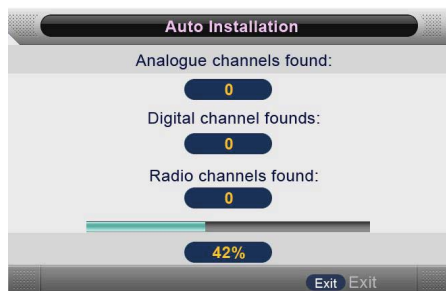 Auto Installation
Analogue channels found:
0
Digital channel founds:
0
Radio channels found:
0
42%
Exit Exit